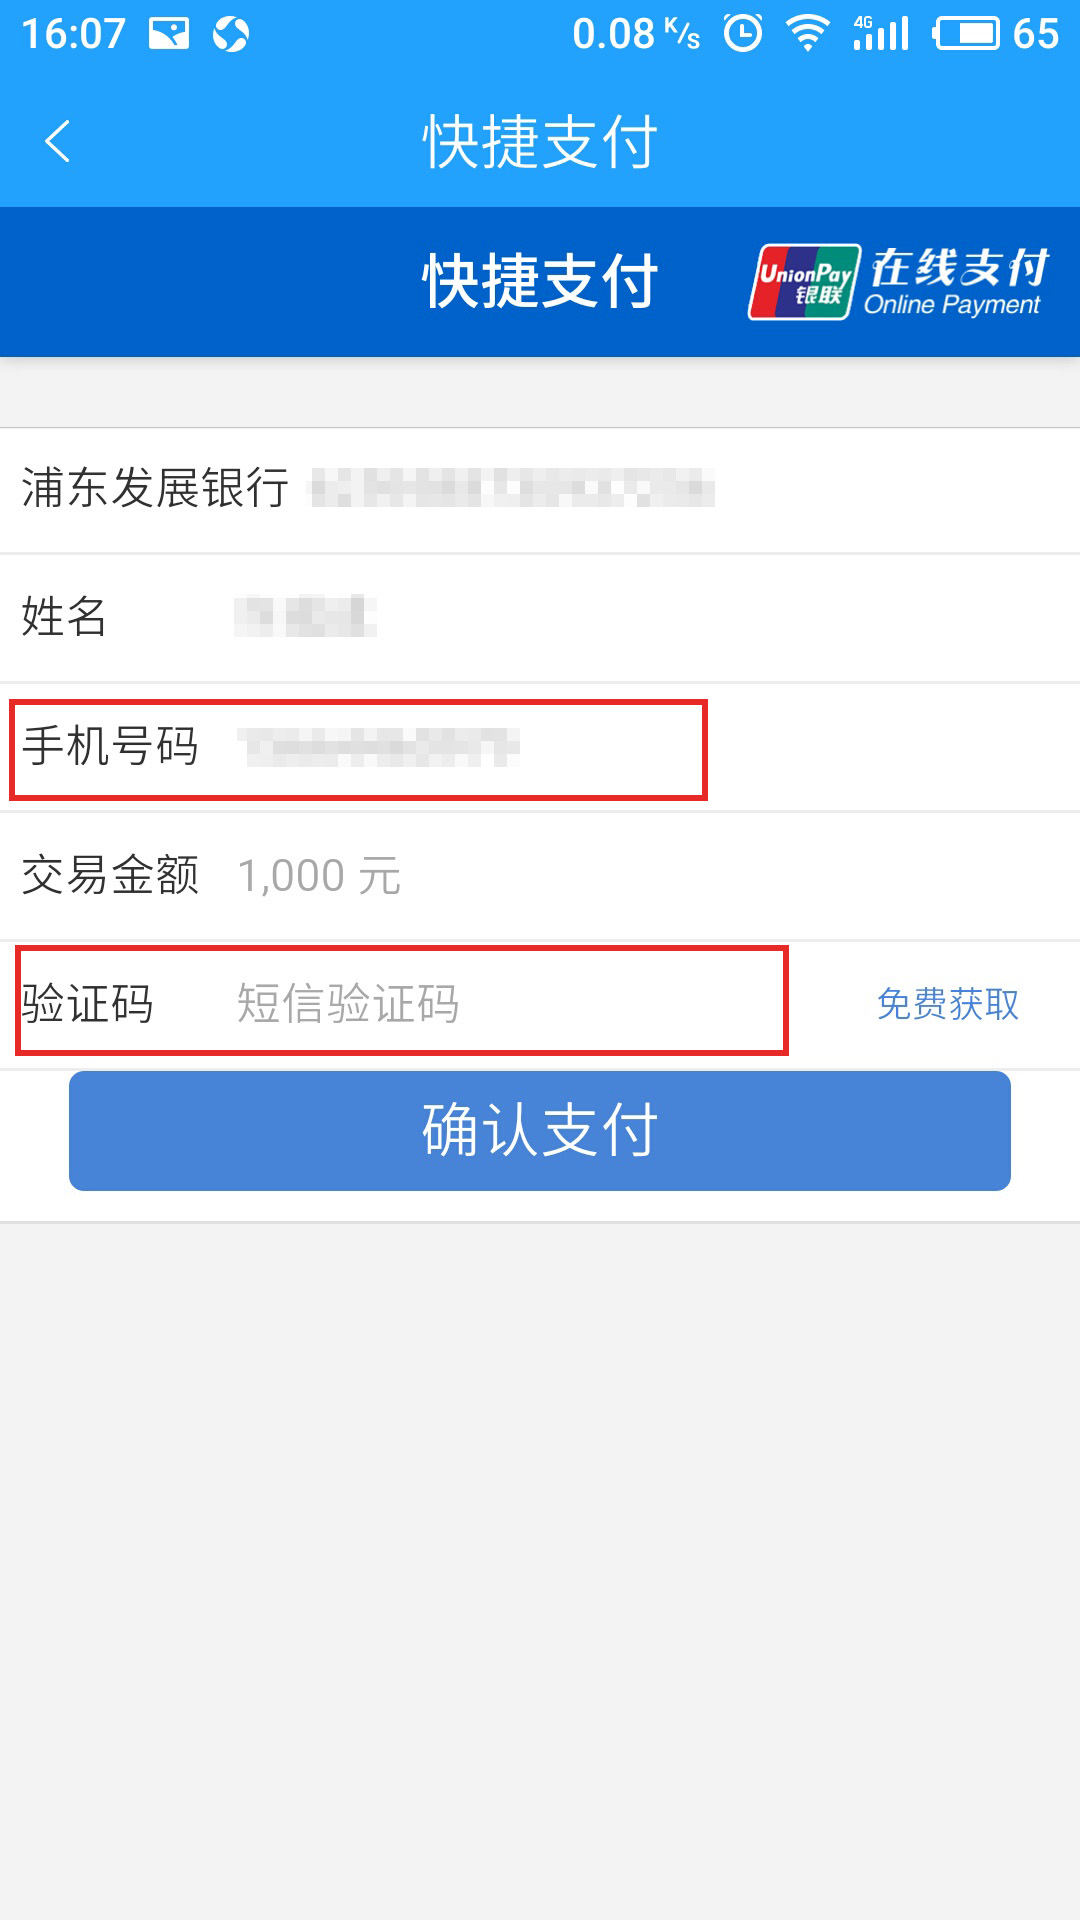 16:07 0.08 K/s 4G 65
快捷支付
快捷支付 UnionPay 银联 在线支付 Online Payment
浦东发展银行
姓名
手机号码
交易金额 1,000 元
验证码 短信验证码 免费获取
确认支付